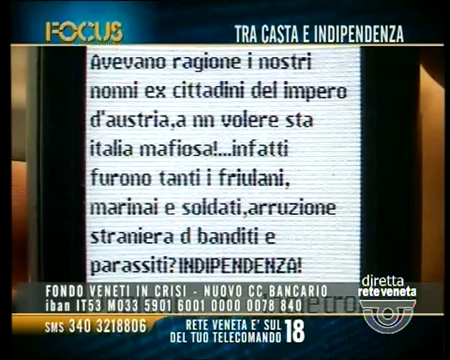 FOCUS
TRA CASTA E INDIPENDENZA
Avevano ragione i nostri
nonni ex cittadini del impero
d'austria,a nn volere sta
italia mafiosa!...infatti
furono tanti i friulani,
marinai e soldati,arruzione
straniera d banditi e
parassiti?INDIPENDENZA!
FONDO VENETI IN CRISI - NUOVO CC BANCARIO
iban IT53 M033 5901 6001 0000 0078 840
diretta
reteveneta
SMS 340 3218806
RETE VENETA E' SUL
DEL TUO TELECOMANDO 18